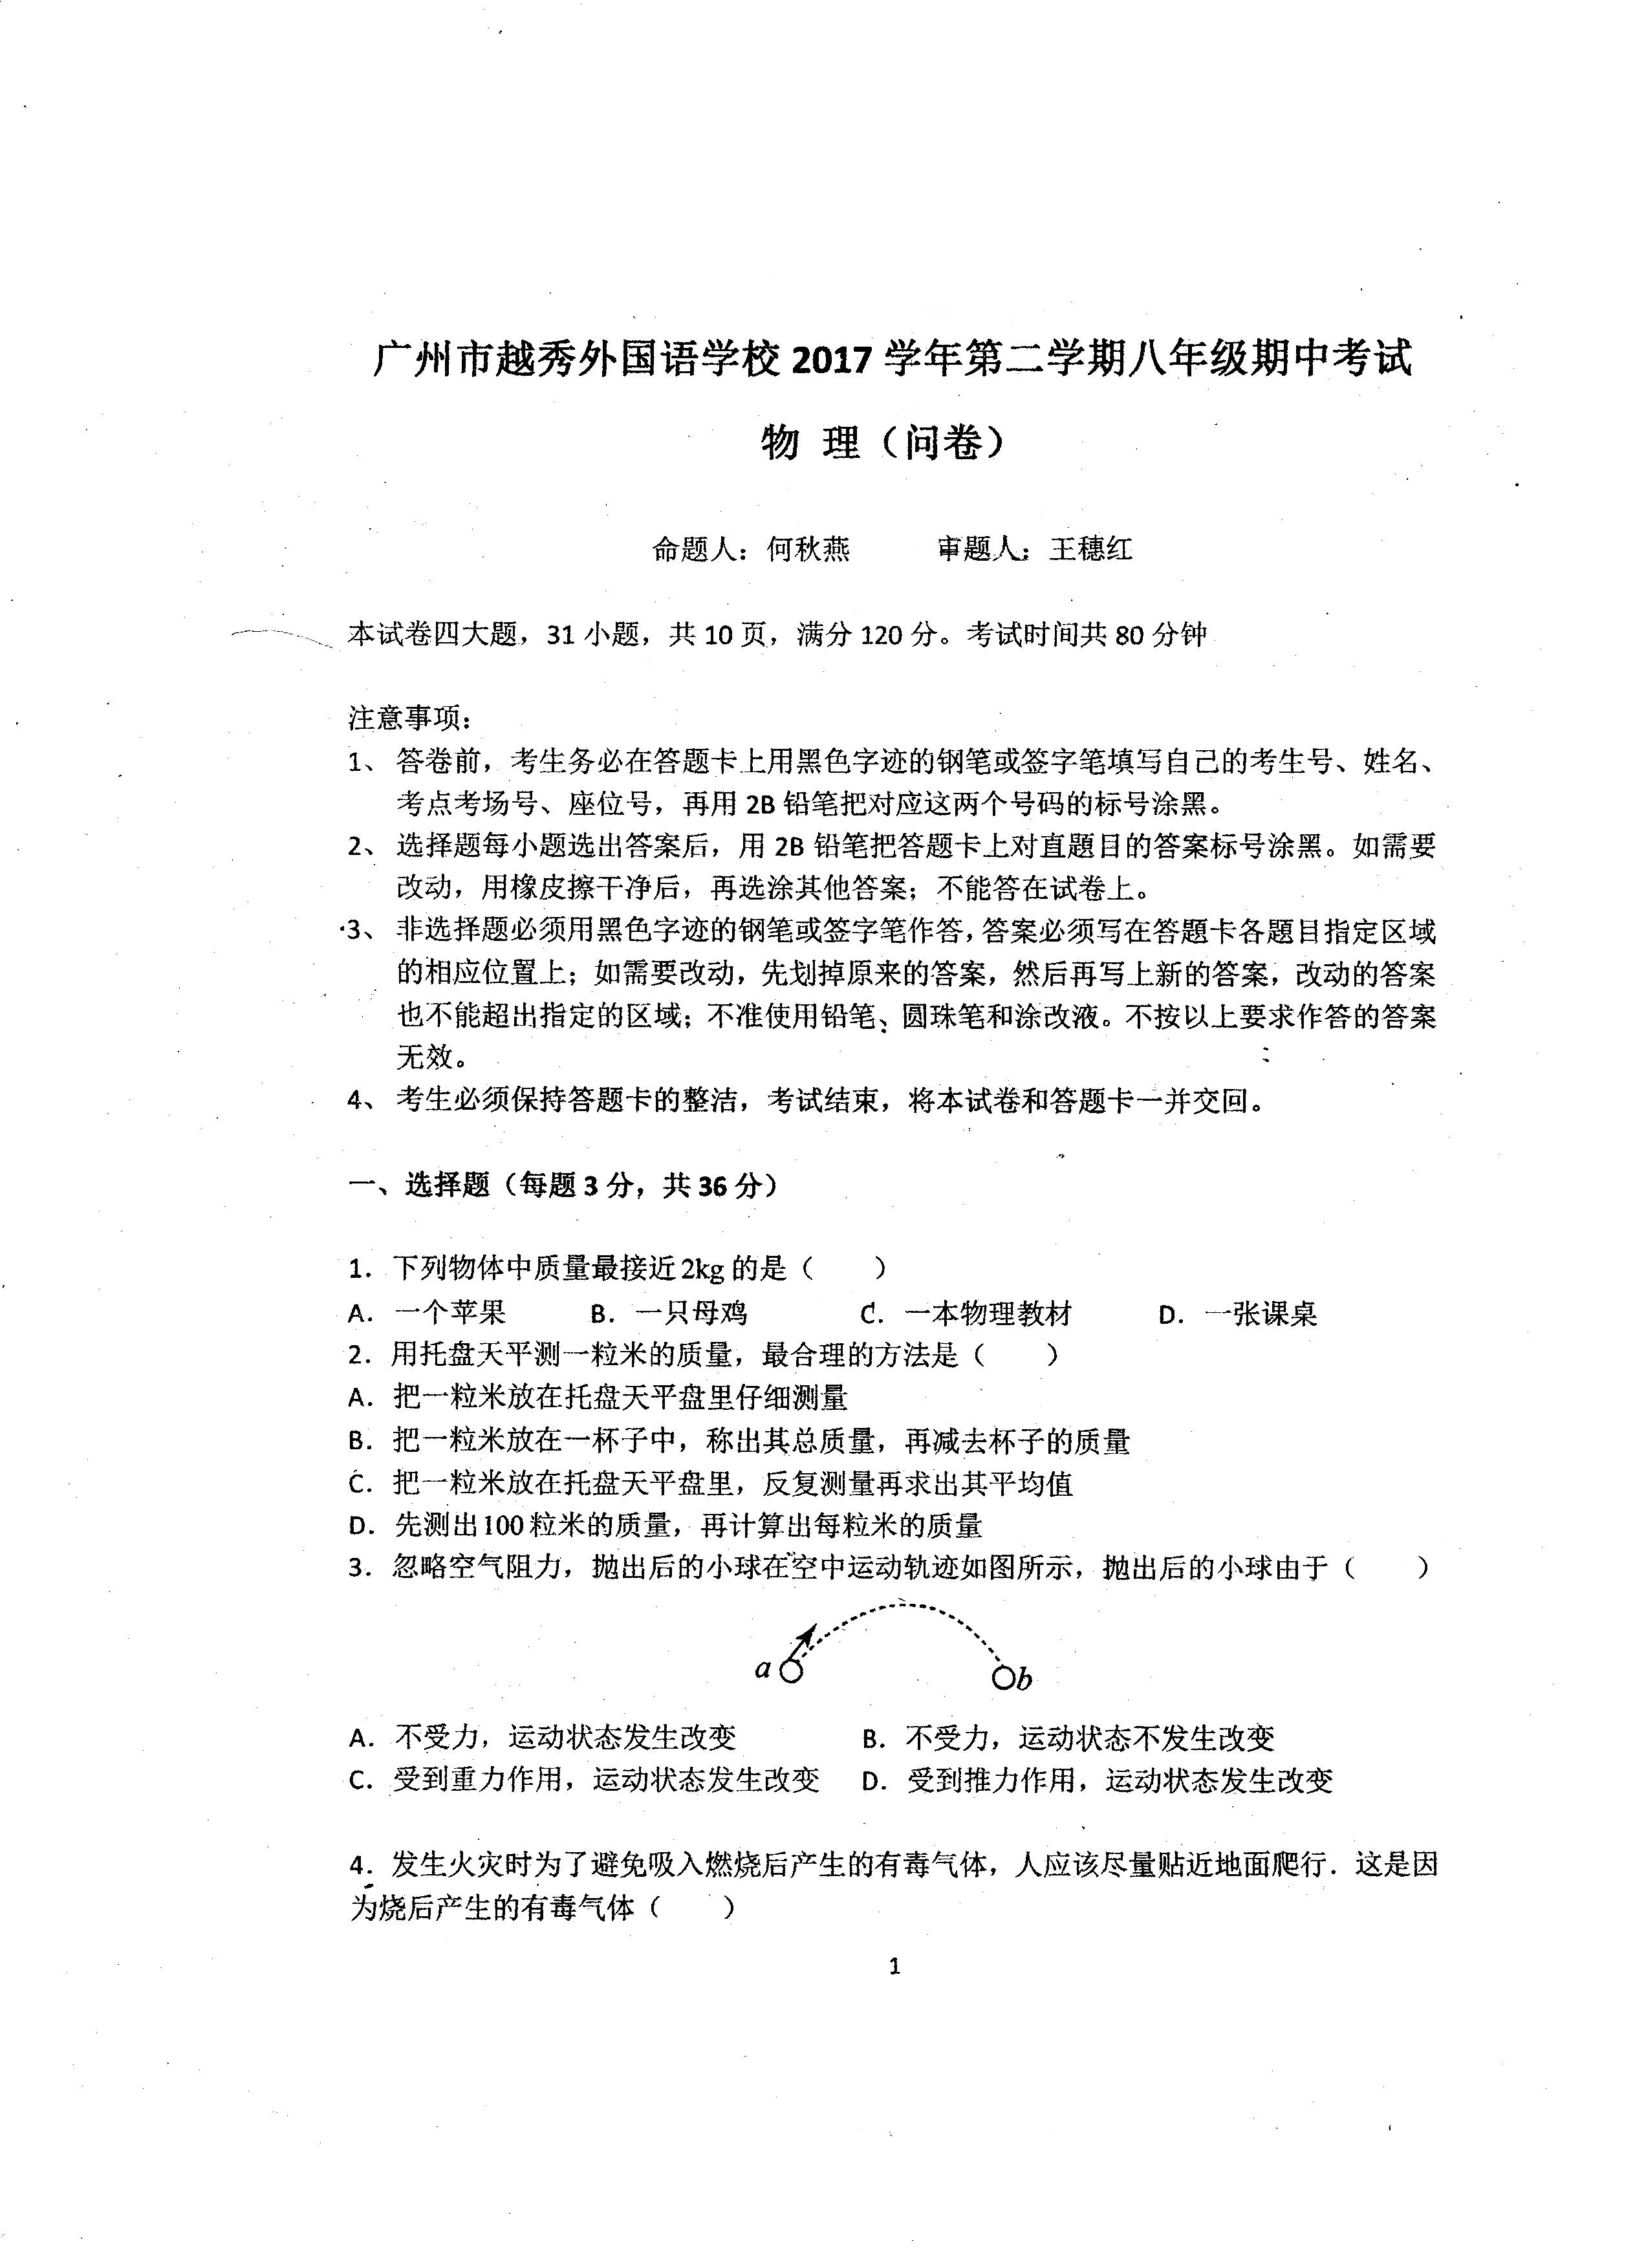 广州市越秀外国语学校 2017 学年第二学期八年级期中考试
物 理（问卷）
命题人：何秋燕 审题人：王穗红
本试卷四大题，31 小题，共 10 页，满分 120 分。考试时间共 80 分钟
注意事项：
1、 答卷前，考生务必在答题卡上用黑色字迹的钢笔或签字笔填写自己的考生号、姓名、
考点考场号、座位号，再用 2B 铅笔把对应这两个号码的标号涂黑。
2、 选择题每小题选出答案后，用 2B 铅笔把答题卡上对直题目的答案标号涂黑。如需要
改动，用橡皮擦干净后，再选涂其他答案；不能答在试卷上。
3、 非选择题必须用黑色字迹的钢笔或签字笔作答，答案必须写在答题卡各题目指定区域
的相应位置上；如需要改动，先划掉原来的答案，然后再写上新的答案，改动的答案
也不能超出指定的区域；不准使用铅笔、圆珠笔和涂改液。不按以上要求作答的答案
无效。
4、 考生必须保持答题卡的整洁，考试结束，将本试卷和答题卡一并交回。
一、选择题（每题 3 分，共 36 分）
1．下列物体中质量最接近 2kg 的是（ ）
A．一个苹果 B．一只母鸡 C．一本物理教材 D．一张课桌
2．用托盘天平测一粒米的质量，最合理的方法是（ ）
A．把一粒米放在托盘天平盘里仔细测量
B．把一粒米放在一杯子中，称出其总质量，再减去杯子的质量
C．把一粒米放在托盘天平盘里，反复测量再求出其平均值
D．先测出 100 粒米的质量，再计算出每粒米的质量
3．忽略空气阻力，抛出后的小球在空中运动轨迹如图所示，抛出后的小球由于（ ）
a b
A．不受力，运动状态发生改变 B．不受力，运动状态不发生改变
C．受到重力作用，运动状态发生改变 D．受到推力作用，运动状态发生改变
4．发生火灾时为了避免吸入燃烧后产生的有毒气体，人应该尽量贴近地面爬行．这是因
为烧后产生的有毒气体（ ）
1